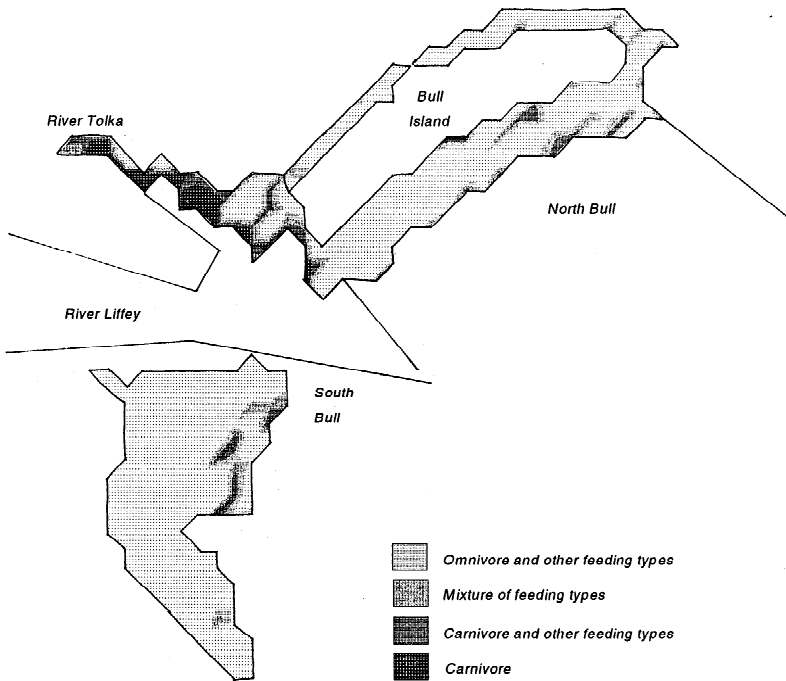 River Tolka
Bull
Island
North Bull
River Liffey
South
Bull
Omnivore and other feeding types
Mixture of feeding types
Carnivore and other feeding types
Carnivore